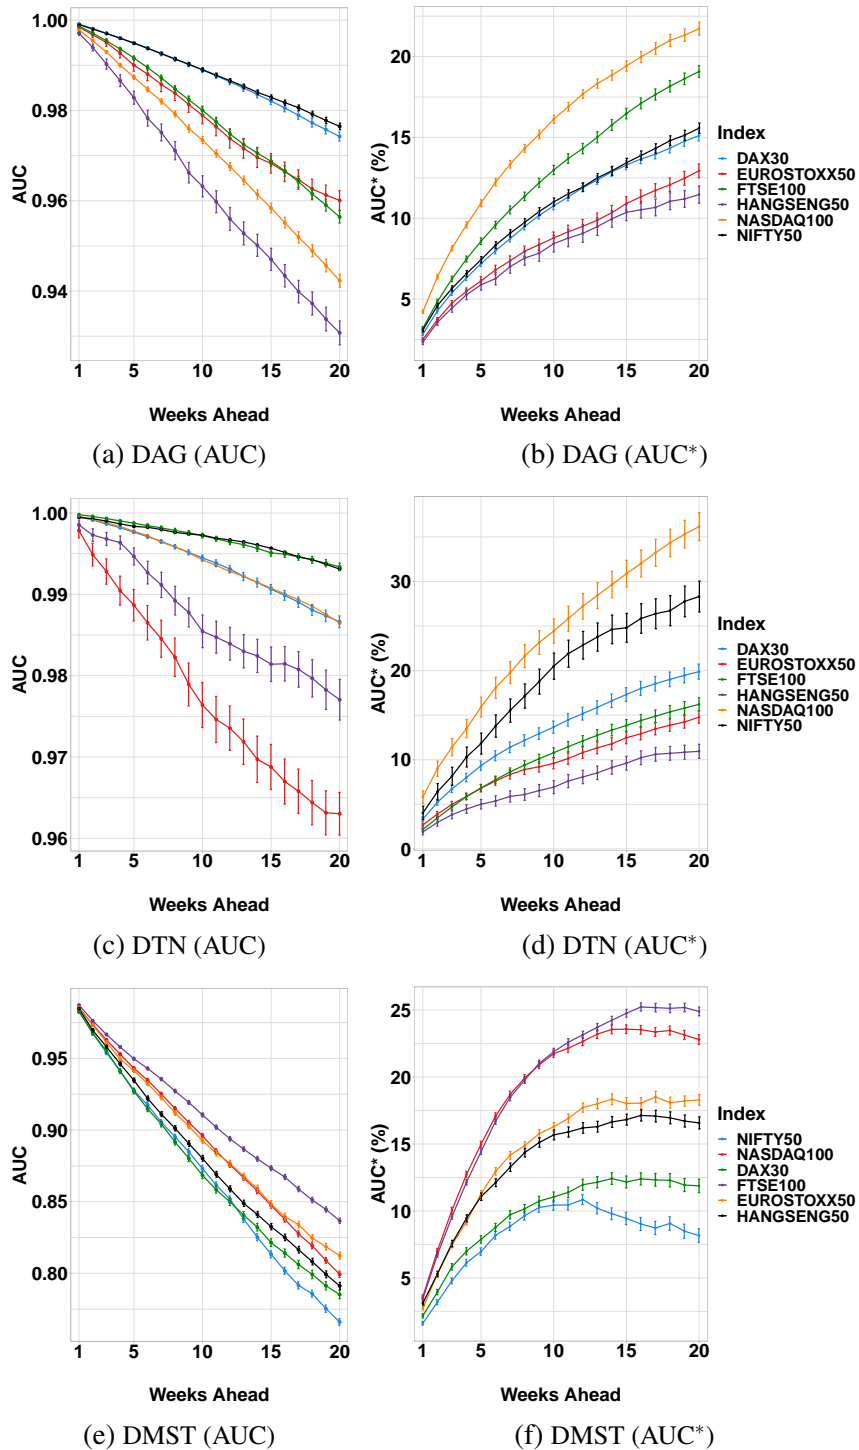 AUC
1.00
0.98
0.96
0.94
1 5 10 15 20
Weeks Ahead
(a) DAG (AUC)
AUC* (%)
20
15
10
5
1 5 10 15 20
Weeks Ahead
(b) DAG (AUC*)
Index
DAX30
EUROSTOXX50
FTSE100
HANGSENG50
NASDAQ100
NIFTY50
AUC
1.00
0.99
0.98
0.97
0.96
1 5 10 15 20
Weeks Ahead
(c) DTN (AUC)
AUC* (%)
30
20
10
0
1 5 10 15 20
Weeks Ahead
(d) DTN (AUC*)
Index
DAX30
EUROSTOXX50
FTSE100
HANGSENG50
NASDAQ100
NIFTY50
AUC
0.95
0.90
0.85
0.80
1 5 10 15 20
Weeks Ahead
(e) DMST (AUC)
AUC* (%)
25
20
15
10
5
1 5 10 15 20
Weeks Ahead
(f) DMST (AUC*)
Index
NIFTY50
NASDAQ100
DAX30
FTSE100
EUROSTOXX50
HANGSENG50